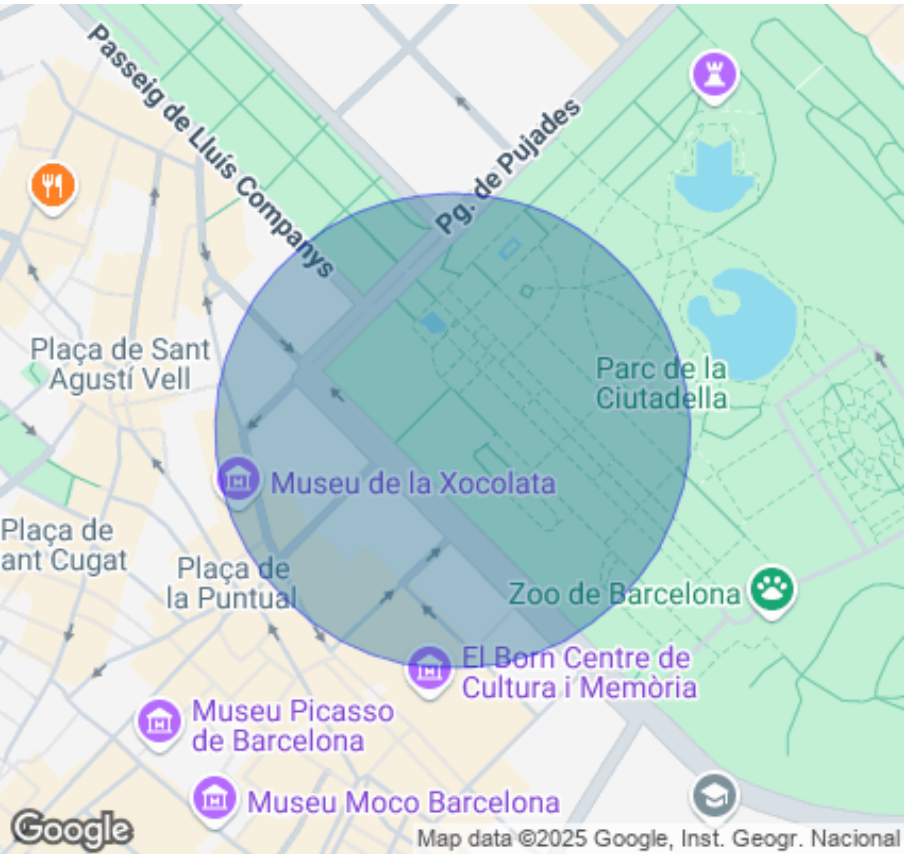 Passeig de Lluís Companys
Pg. de Pujades
Plaça de Sant
Agustí Vell
Parc de la
Ciutadella
Museu de la Xocolata
Plaça de
ant Cugat
Plaça de
la Puntual
Zoo de Barcelona
El Born Centre de
Cultura i Memòria
Museu Picasso
de Barcelona
Museu Moco Barcelona
Google
Map data ©2025 Google, Inst. Geogr. Nacional